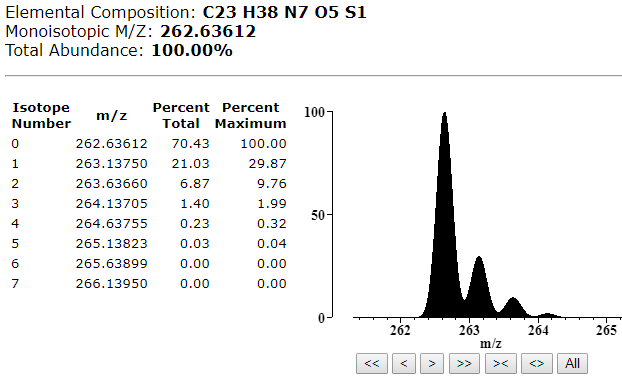 Elemental Composition: C23 H38 N7 O5 S1
Monoisotopic M/Z: 262.63612
Total Abundance: 100.00%
Isotope Number m/z Percent Total Percent Maximum
0 262.63612 70.43 100.00
1 263.13750 21.03 29.87
2 263.63660 6.87 9.76
3 264.13705 1.40 1.99
4 264.63755 0.23 0.32
5 265.13823 0.03 0.04
6 265.63899 0.00 0.00
7 266.13950 0.00 0.00
100
50
0
262 263 264 265
m/z
<< < > >> >< <> All